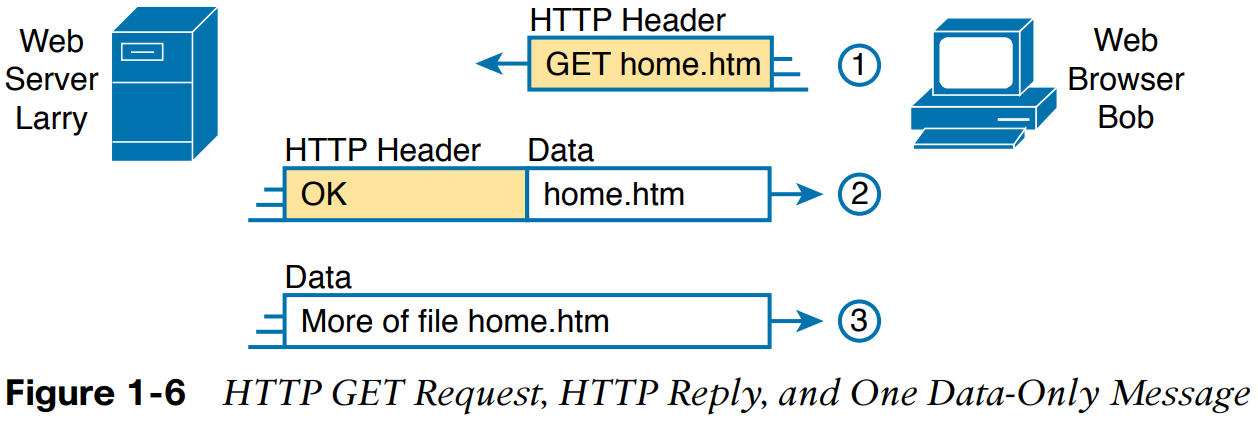 HTTP Header
Web
Server
Larry
GET home.htm
1
Web
Browser
Bob
HTTP Header Data
OK
home.htm
2
Data
More of file home.htm
3
Figure 1-6 HTTP GET Request, HTTP Reply, and One Data-Only Message